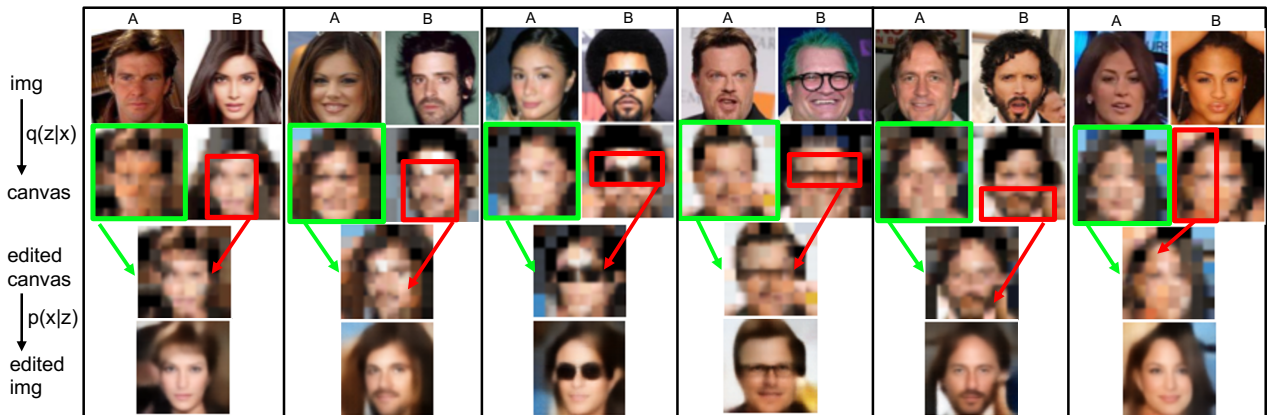 A B A B A B A B A B A B
img
q(z|x)
canvas
edited
canvas
p(x|z)
edited
img